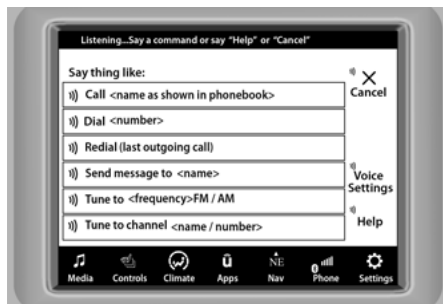 Listening...Say a command or say "Help" or "Cancel"
Say thing like:
Call <name as shown in phonebook>
Dial <number>
Redial (last outgoing call)
Send message to <name>
Tune to <frequency>FM / AM
Tune to channel <name / number>
Cancel
Voice
Settings
Help
ū
NE
0
Media Controls Climate Apps Nav Phone Settings